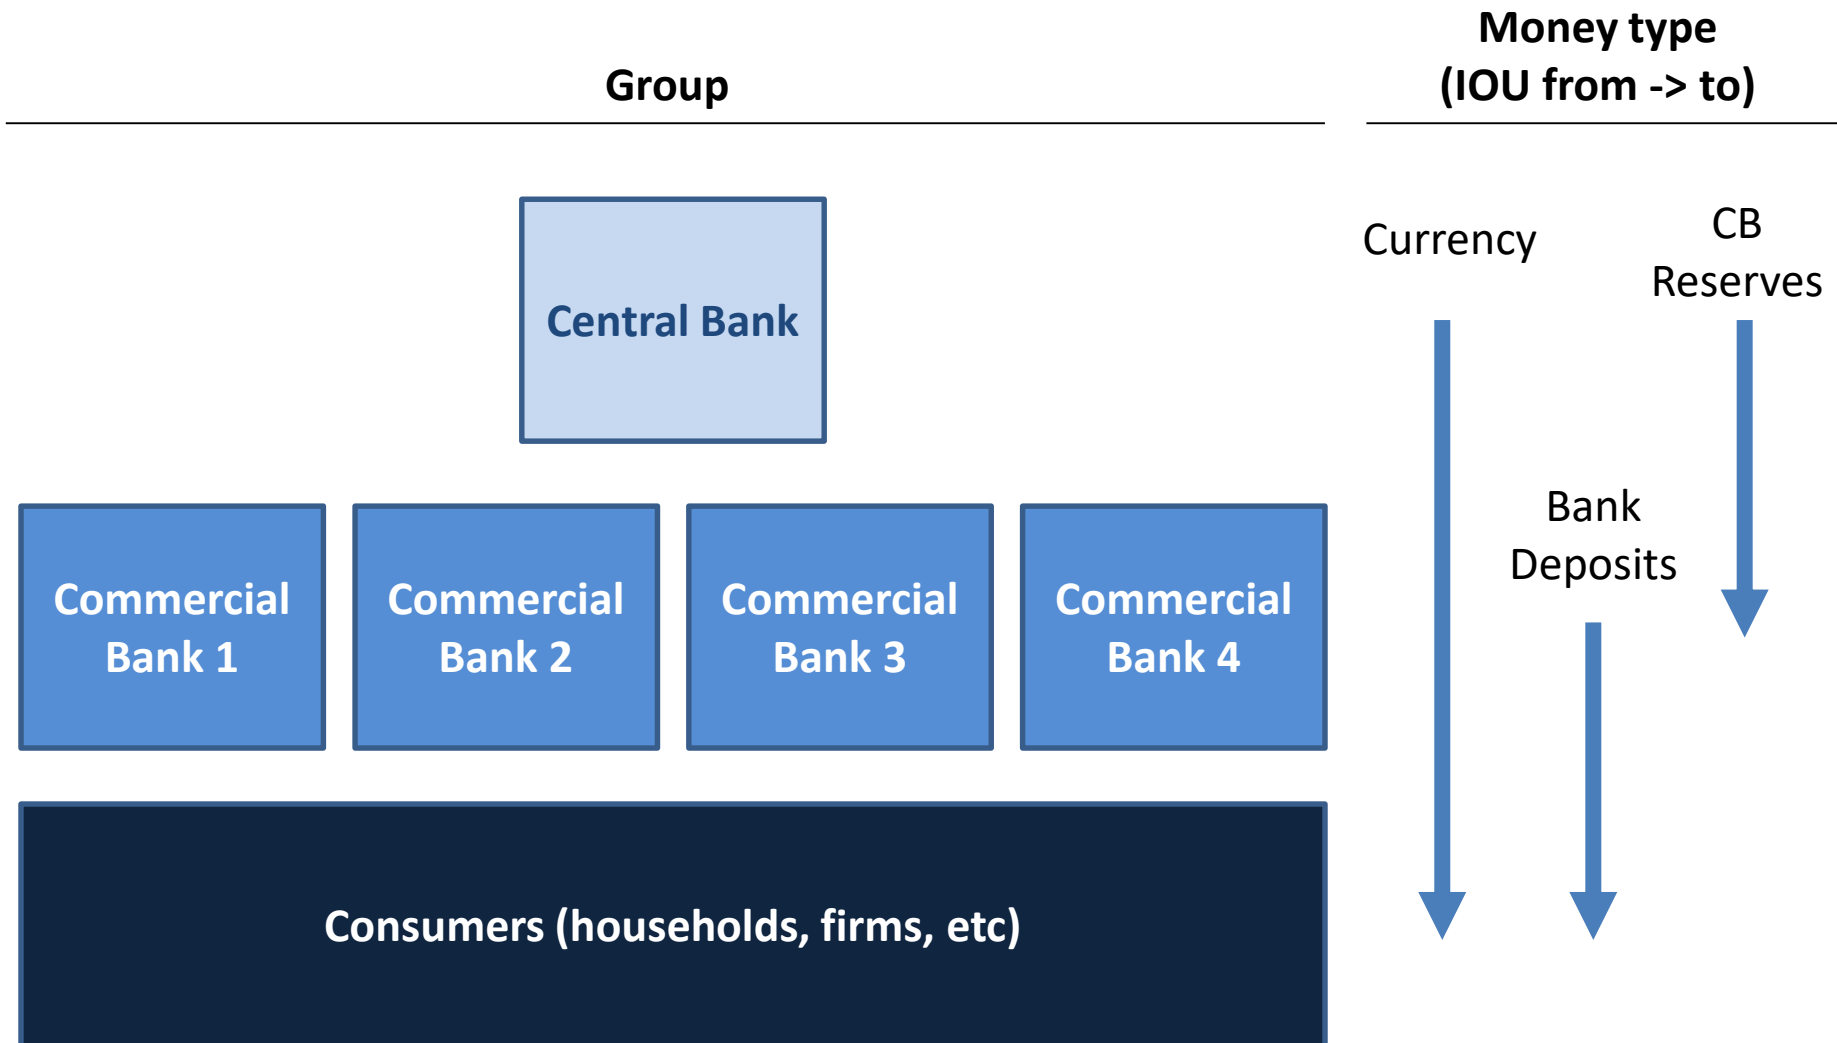 Group
Money type
(IOU from -> to)
Central Bank
Currency
CB
Reserves
Commercial
Bank 1
Commercial
Bank 2
Commercial
Bank 3
Commercial
Bank 4
Bank
Deposits
Consumers (households, firms, etc)